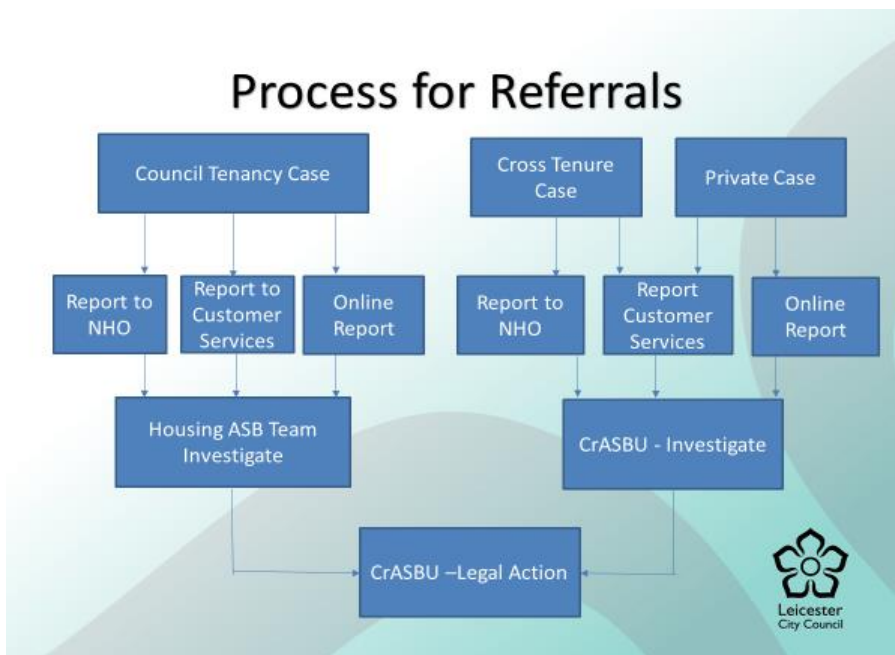 Process for Referrals
Council Tenancy Case
Cross Tenure
Case
Private Case
Report to
NHO
Report to
Customer
Services
Online
Report
Report to
NHO
Report
Customer
Services
Online
Report
Housing ASB Team
Investigate
CrASBU - Investigate
CrASBU –Legal Action
Leicester
City Council